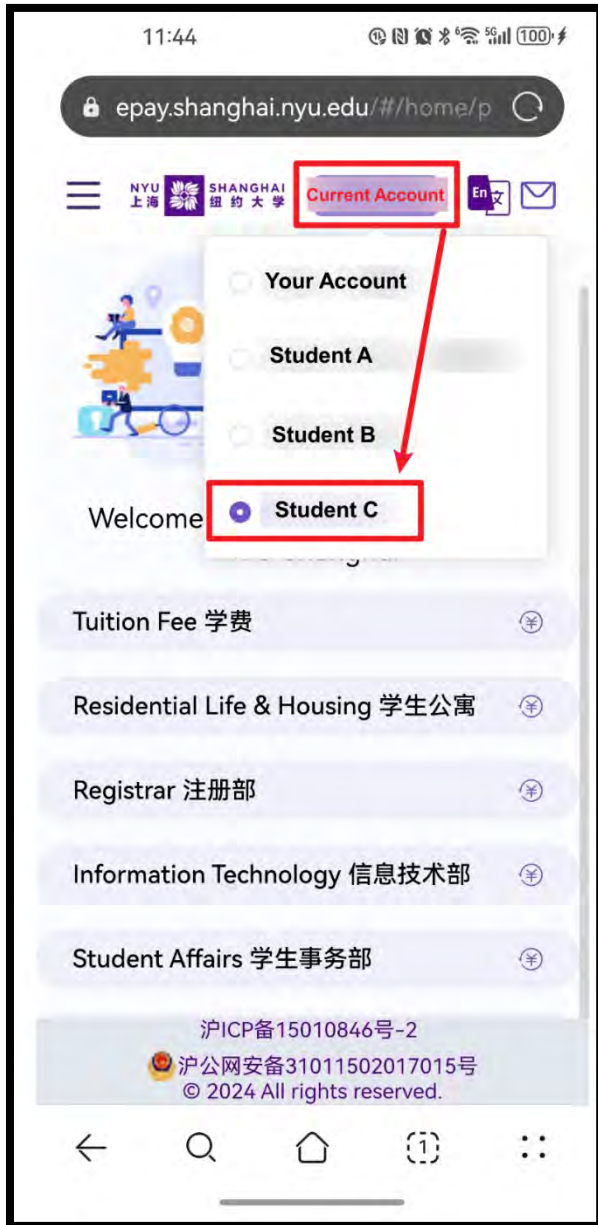 11:44
5G 100
epay.shanghai.nyu.edu/#/home/p
NYU SHANGHAI
上海 纽约大学
Current Account
En 文
Your Account
Student A
Student B
Student C
Welcome
Tuition Fee 学费
Residential Life & Housing 学生公寓
Registrar 注册部
Information Technology 信息技术部
Student Affairs 学生事务部
沪ICP备15010846号-2
沪公网安备31011502017015号
© 2024 All rights reserved.
1